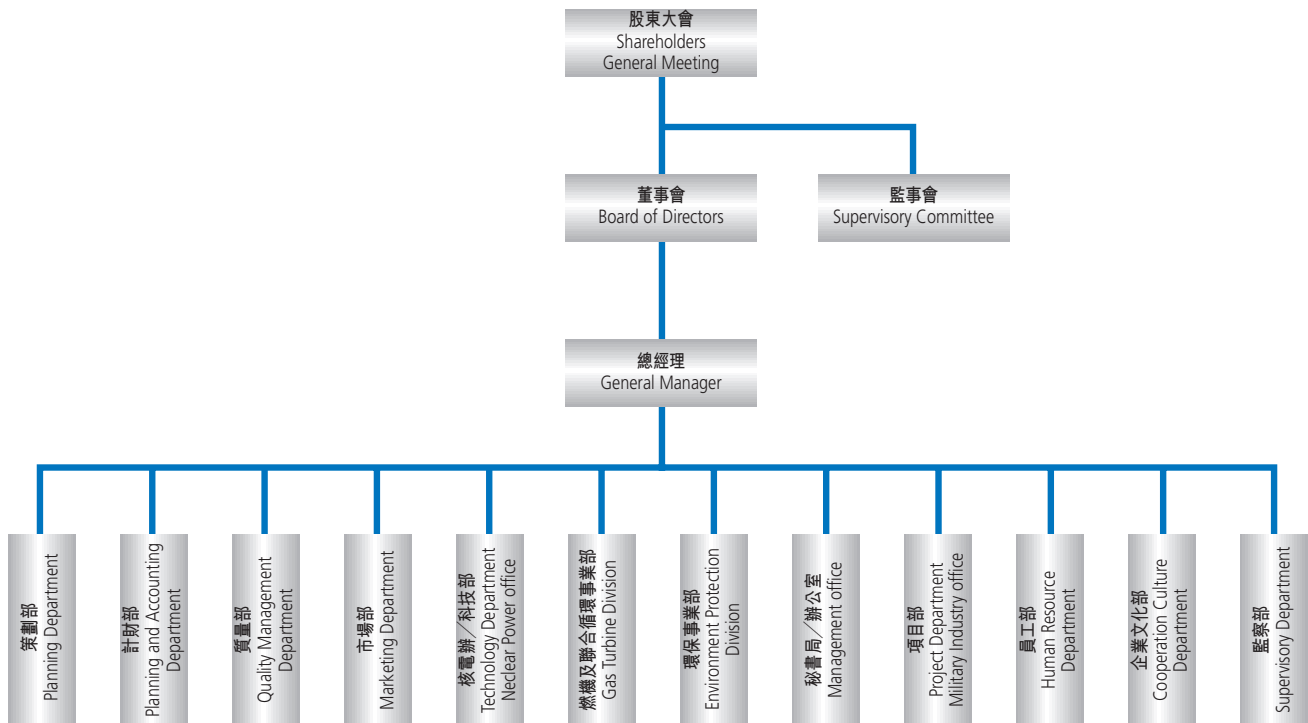 股東大會
Shareholders
General Meeting
董事會
Board of Directors
監事會
Supervisory Committee
總經理
General Manager
策劃部
Planning Department
計財部
Planning and Accounting
Department
質量部
Quality Management
Department
市場部
Marketing Department
核電辦／科技部
Technology Department
Neclear Power office
燃機及聯合循環事業部
Gas Turbine Division
環保事業部
Environment Protection
Division
秘書局／辦公室
Management office
項目部
Project Department
Military Industry office
員工部
Human Resource
Department
企業文化部
Cooperation Culture
Department
監察部
Supervisory Department